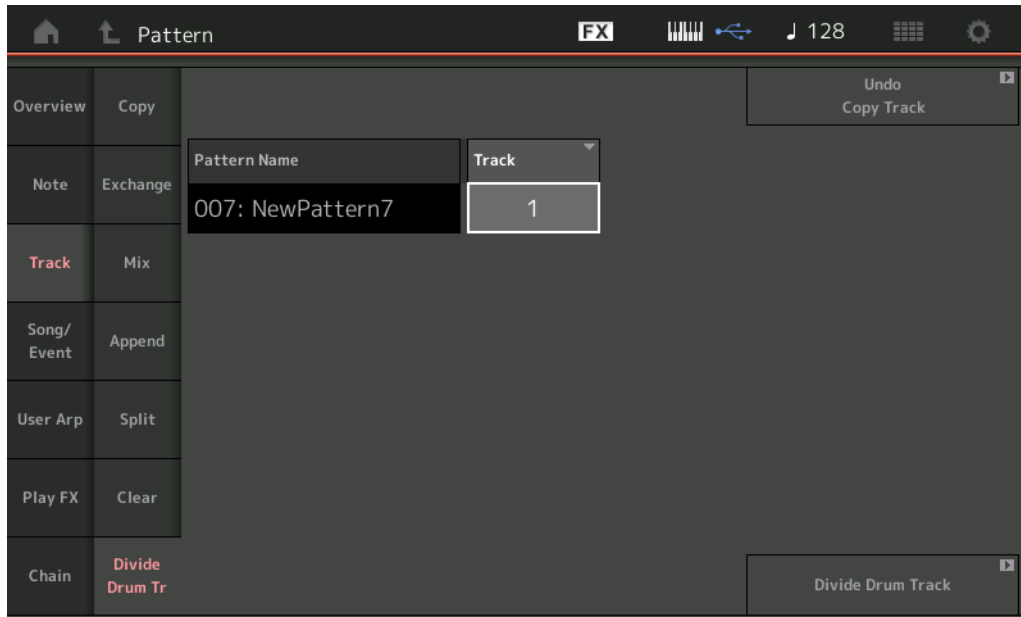 Pattern
FX
♩ 128
Overview
Copy
Undo
Copy Track
Note
Exchange
Pattern Name
Track
007: NewPattern7
1
Track
Mix
Song/
Event
Append
User Arp
Split
Play FX
Clear
Chain
Divide
Drum Tr
Divide Drum Track